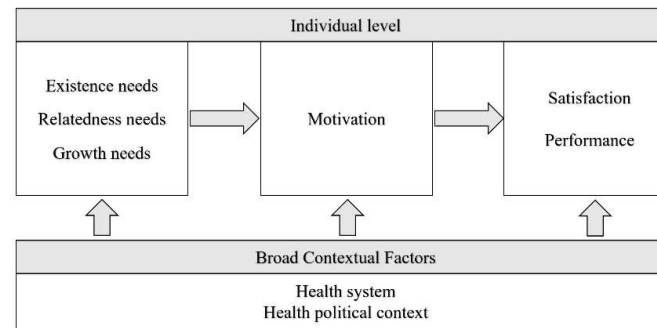 Individual level
Existence needs
Relatedness needs
Growth needs
Motivation
Satisfaction
Performance
Broad Contextual Factors
Health system
Health political context